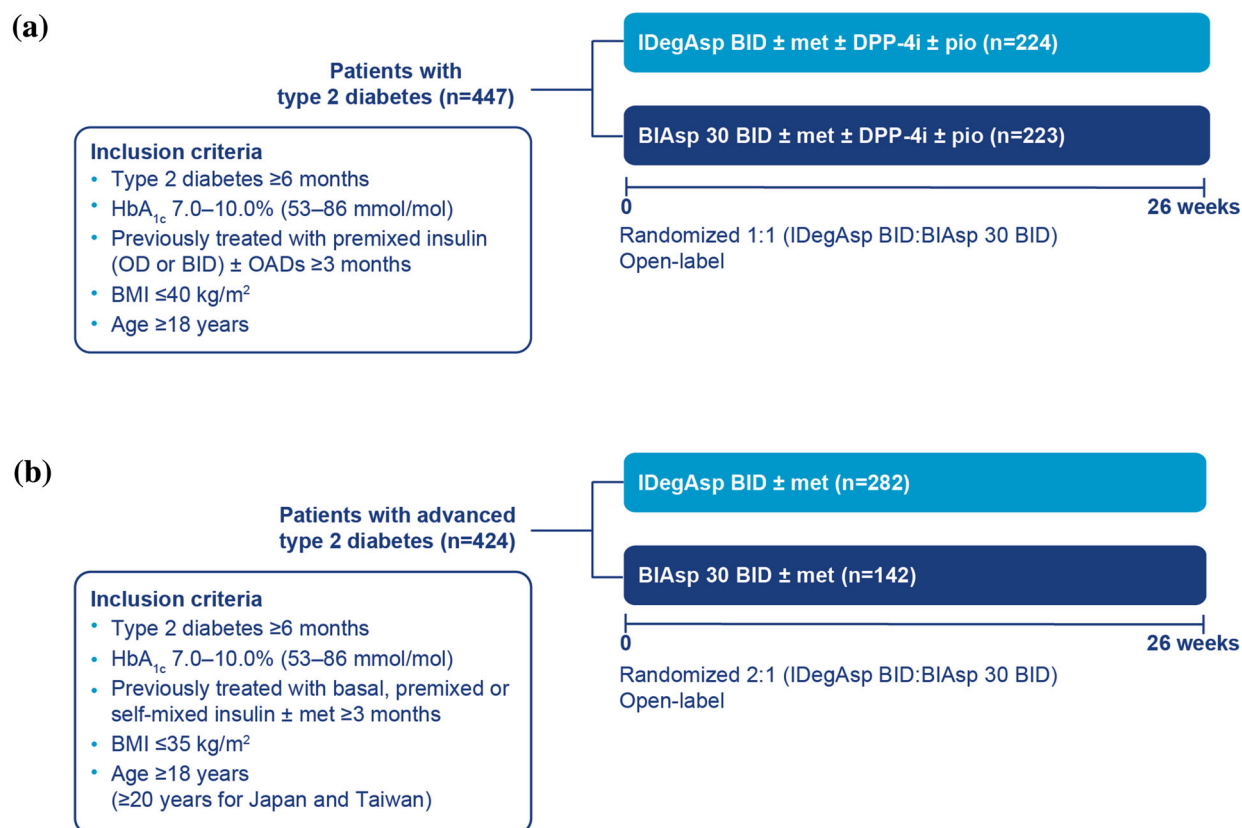 (a)
IDegAsp BID ± met ± DPP-4i ± pio (n=224)
Patients with
type 2 diabetes (n=447)
BIAsp 30 BID ± met ± DPP-4i ± pio (n=223)
Inclusion criteria
• Type 2 diabetes ≥6 months
• HbA1c 7.0–10.0% (53–86 mmol/mol)
• Previously treated with premixed insulin
(OD or BID) ± OADs ≥3 months
• BMI ≤40 kg/m²
• Age ≥18 years
0
26 weeks
Randomized 1:1 (IDegAsp BID:BIAsp 30 BID)
Open-label
(b)
IDegAsp BID ± met (n=282)
Patients with advanced
type 2 diabetes (n=424)
BIAsp 30 BID ± met (n=142)
Inclusion criteria
• Type 2 diabetes ≥6 months
• HbA1c 7.0–10.0% (53–86 mmol/mol)
• Previously treated with basal, premixed or
self-mixed insulin ± met ≥3 months
• BMI ≤35 kg/m²
• Age ≥18 years
(≥20 years for Japan and Taiwan)
0
26 weeks
Randomized 2:1 (IDegAsp BID:BIAsp 30 BID)
Open-label